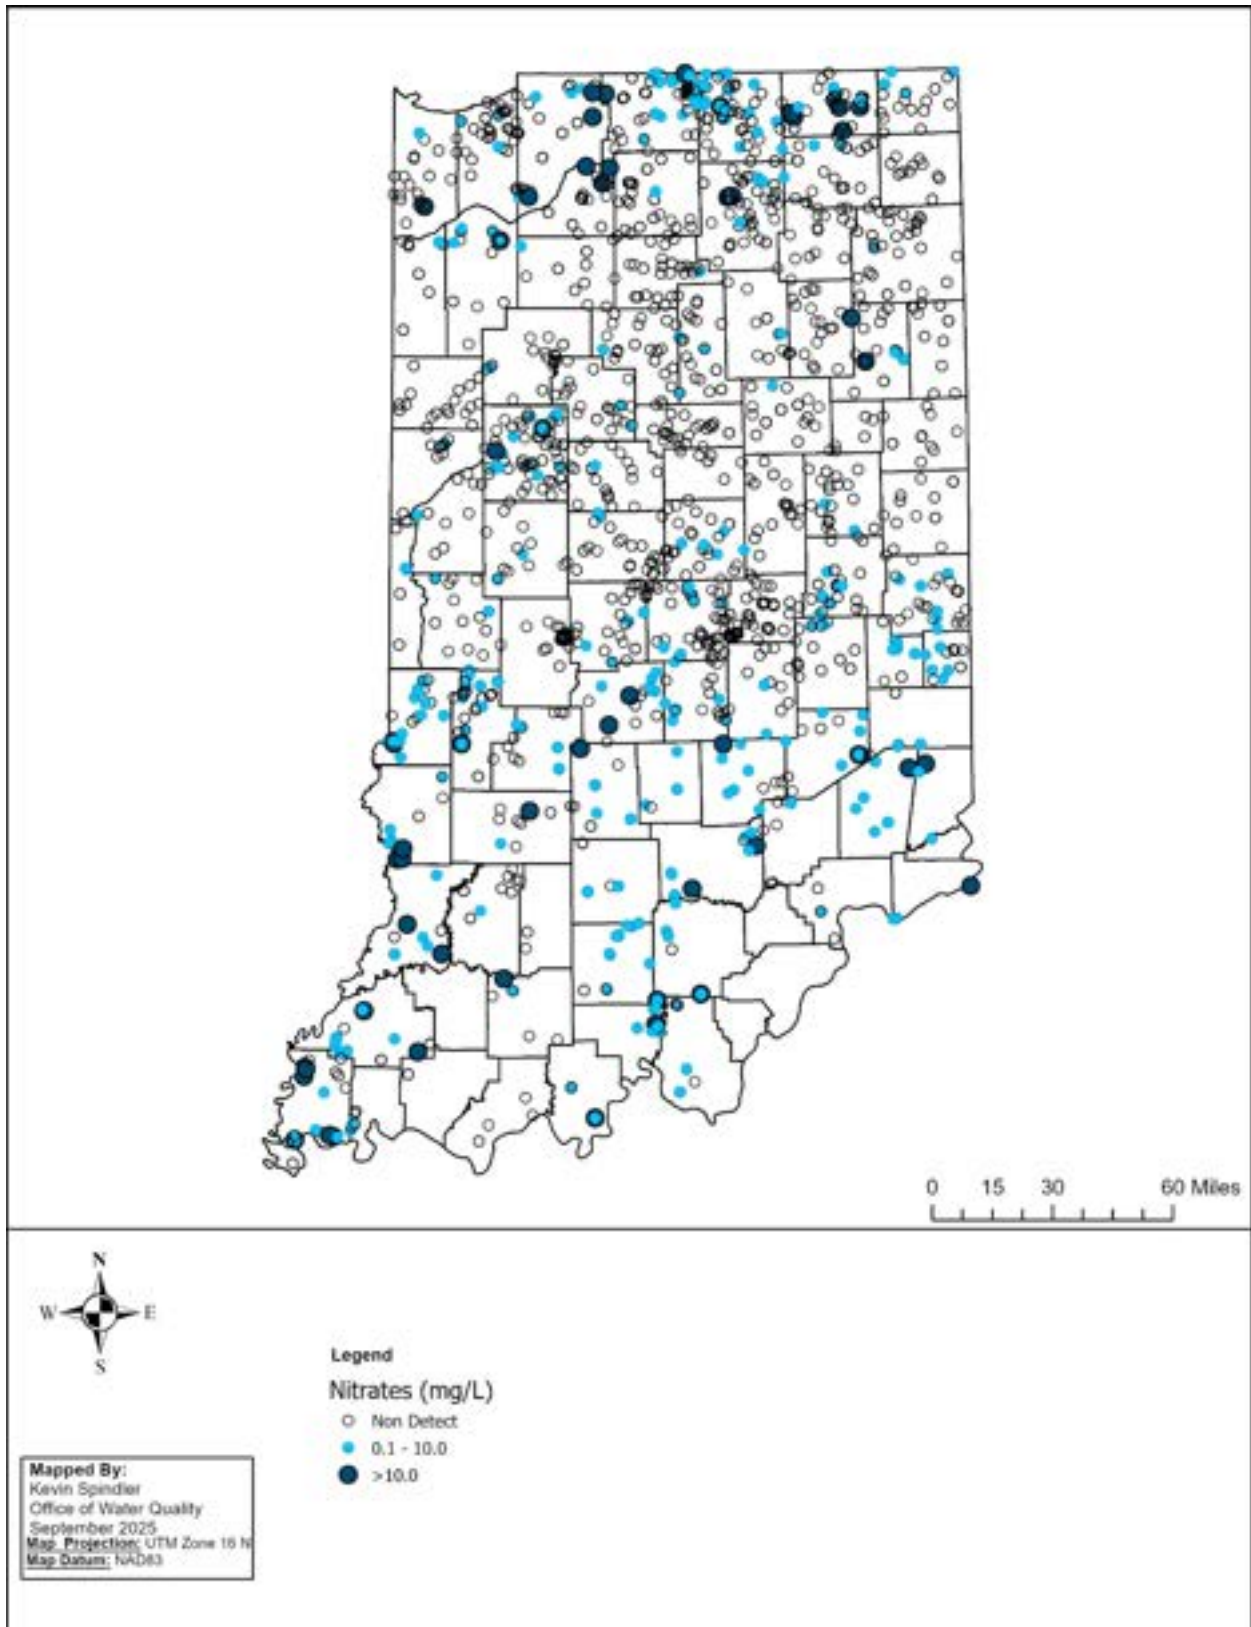 0 15 30 60 Miles
N
W E
S
Legend
Nitrates (mg/L)
Non Detect
0.1 - 10.0
>10.0
Mapped By:
Kevin Spindler
Office of Water Quality
September 2025
Map Projection: UTM Zone 16 N
Map Datum: NAD83